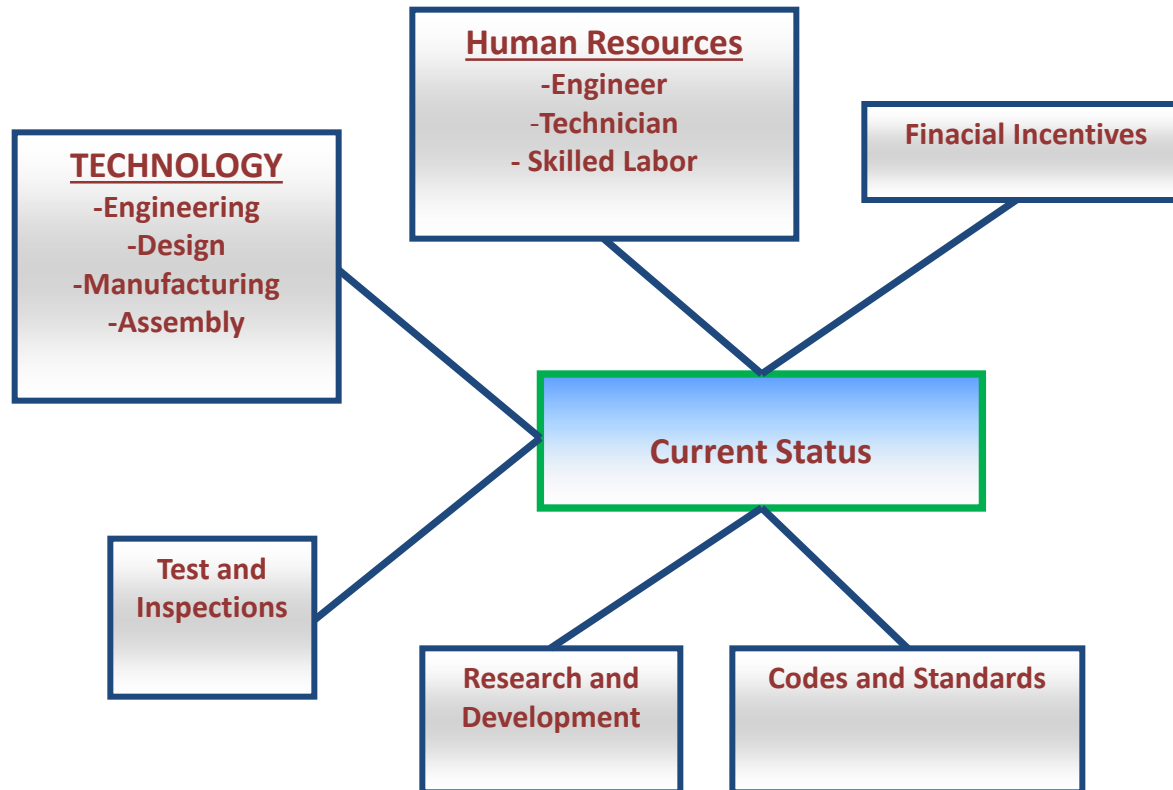 Human Resources
-Engineer
-Technician
- Skilled Labor
Finacial Incentives
TECHNOLOGY
-Engineering
-Design
-Manufacturing
-Assembly
Current Status
Test and
Inspections
Research and
Development
Codes and Standards